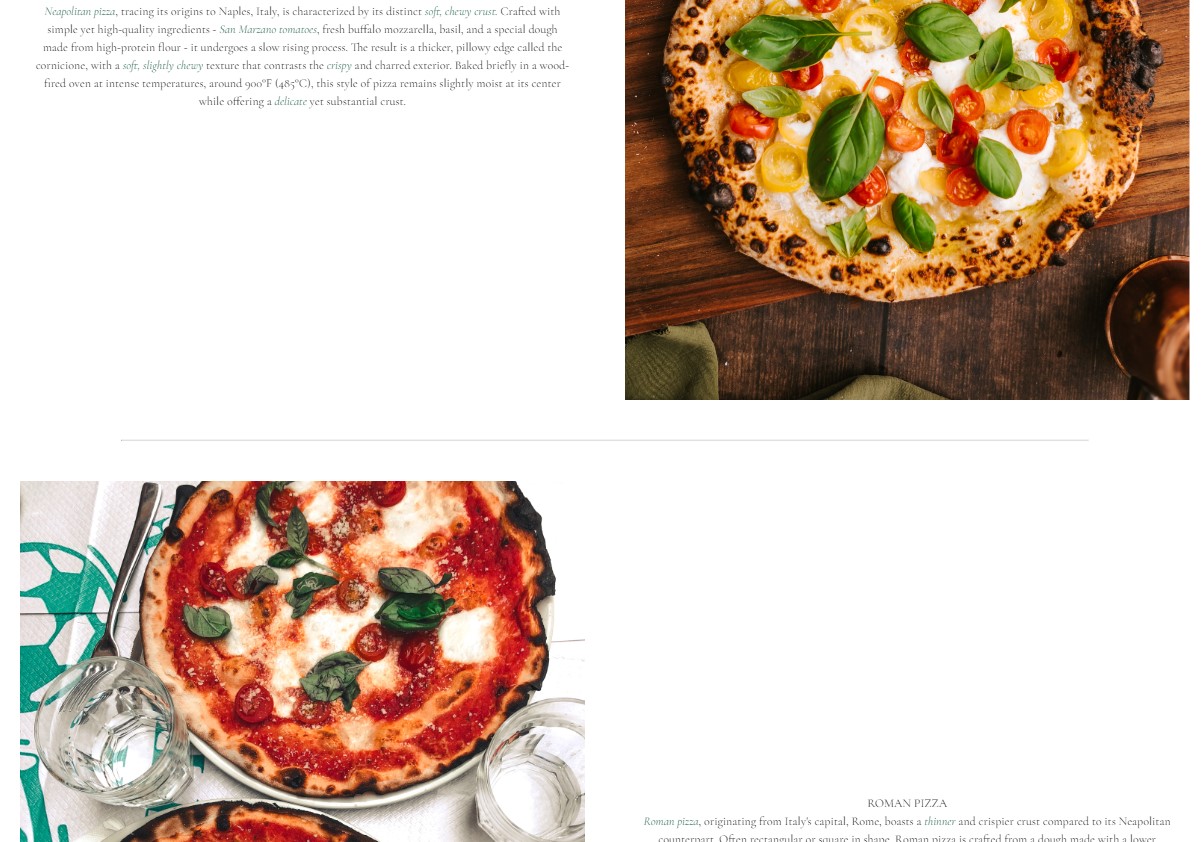 Neapolitan pizza, tracing its origins to Naples, Italy, is characterized by its distinct soft, chewy crust. Crafted with
simple yet high-quality ingredients - San Marzano tomatoes, fresh buffalo mozzarella, basil, and a special dough
made from high-protein flour - it undergoes a slow rising process. The result is a thicker, pillowy edge called the
cornicione, with a soft, slightly chewy texture that contrasts the crispy and charred exterior. Baked briefly in a wood-
fired oven at intense temperatures, around 900°F (485°C), this style of pizza remains slightly moist at its center
while offering a delicate yet substantial crust.
ROMAN PIZZA
Roman pizza, originating from Italy's capital, Rome, boasts a thinner and crispier crust compared to its Neapolitan
counterpart. Often rectangular or square in shape, Roman pizza is crafted from a dough made with a lower